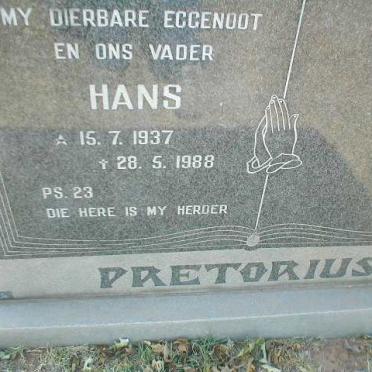 MY DIERBARE EGGENOOT
EN ONS VADER
HANS
15. 7. 1937
† 28. 5. 1988
PS. 23
DIE HERE IS MY HERDER
PRETORIUS